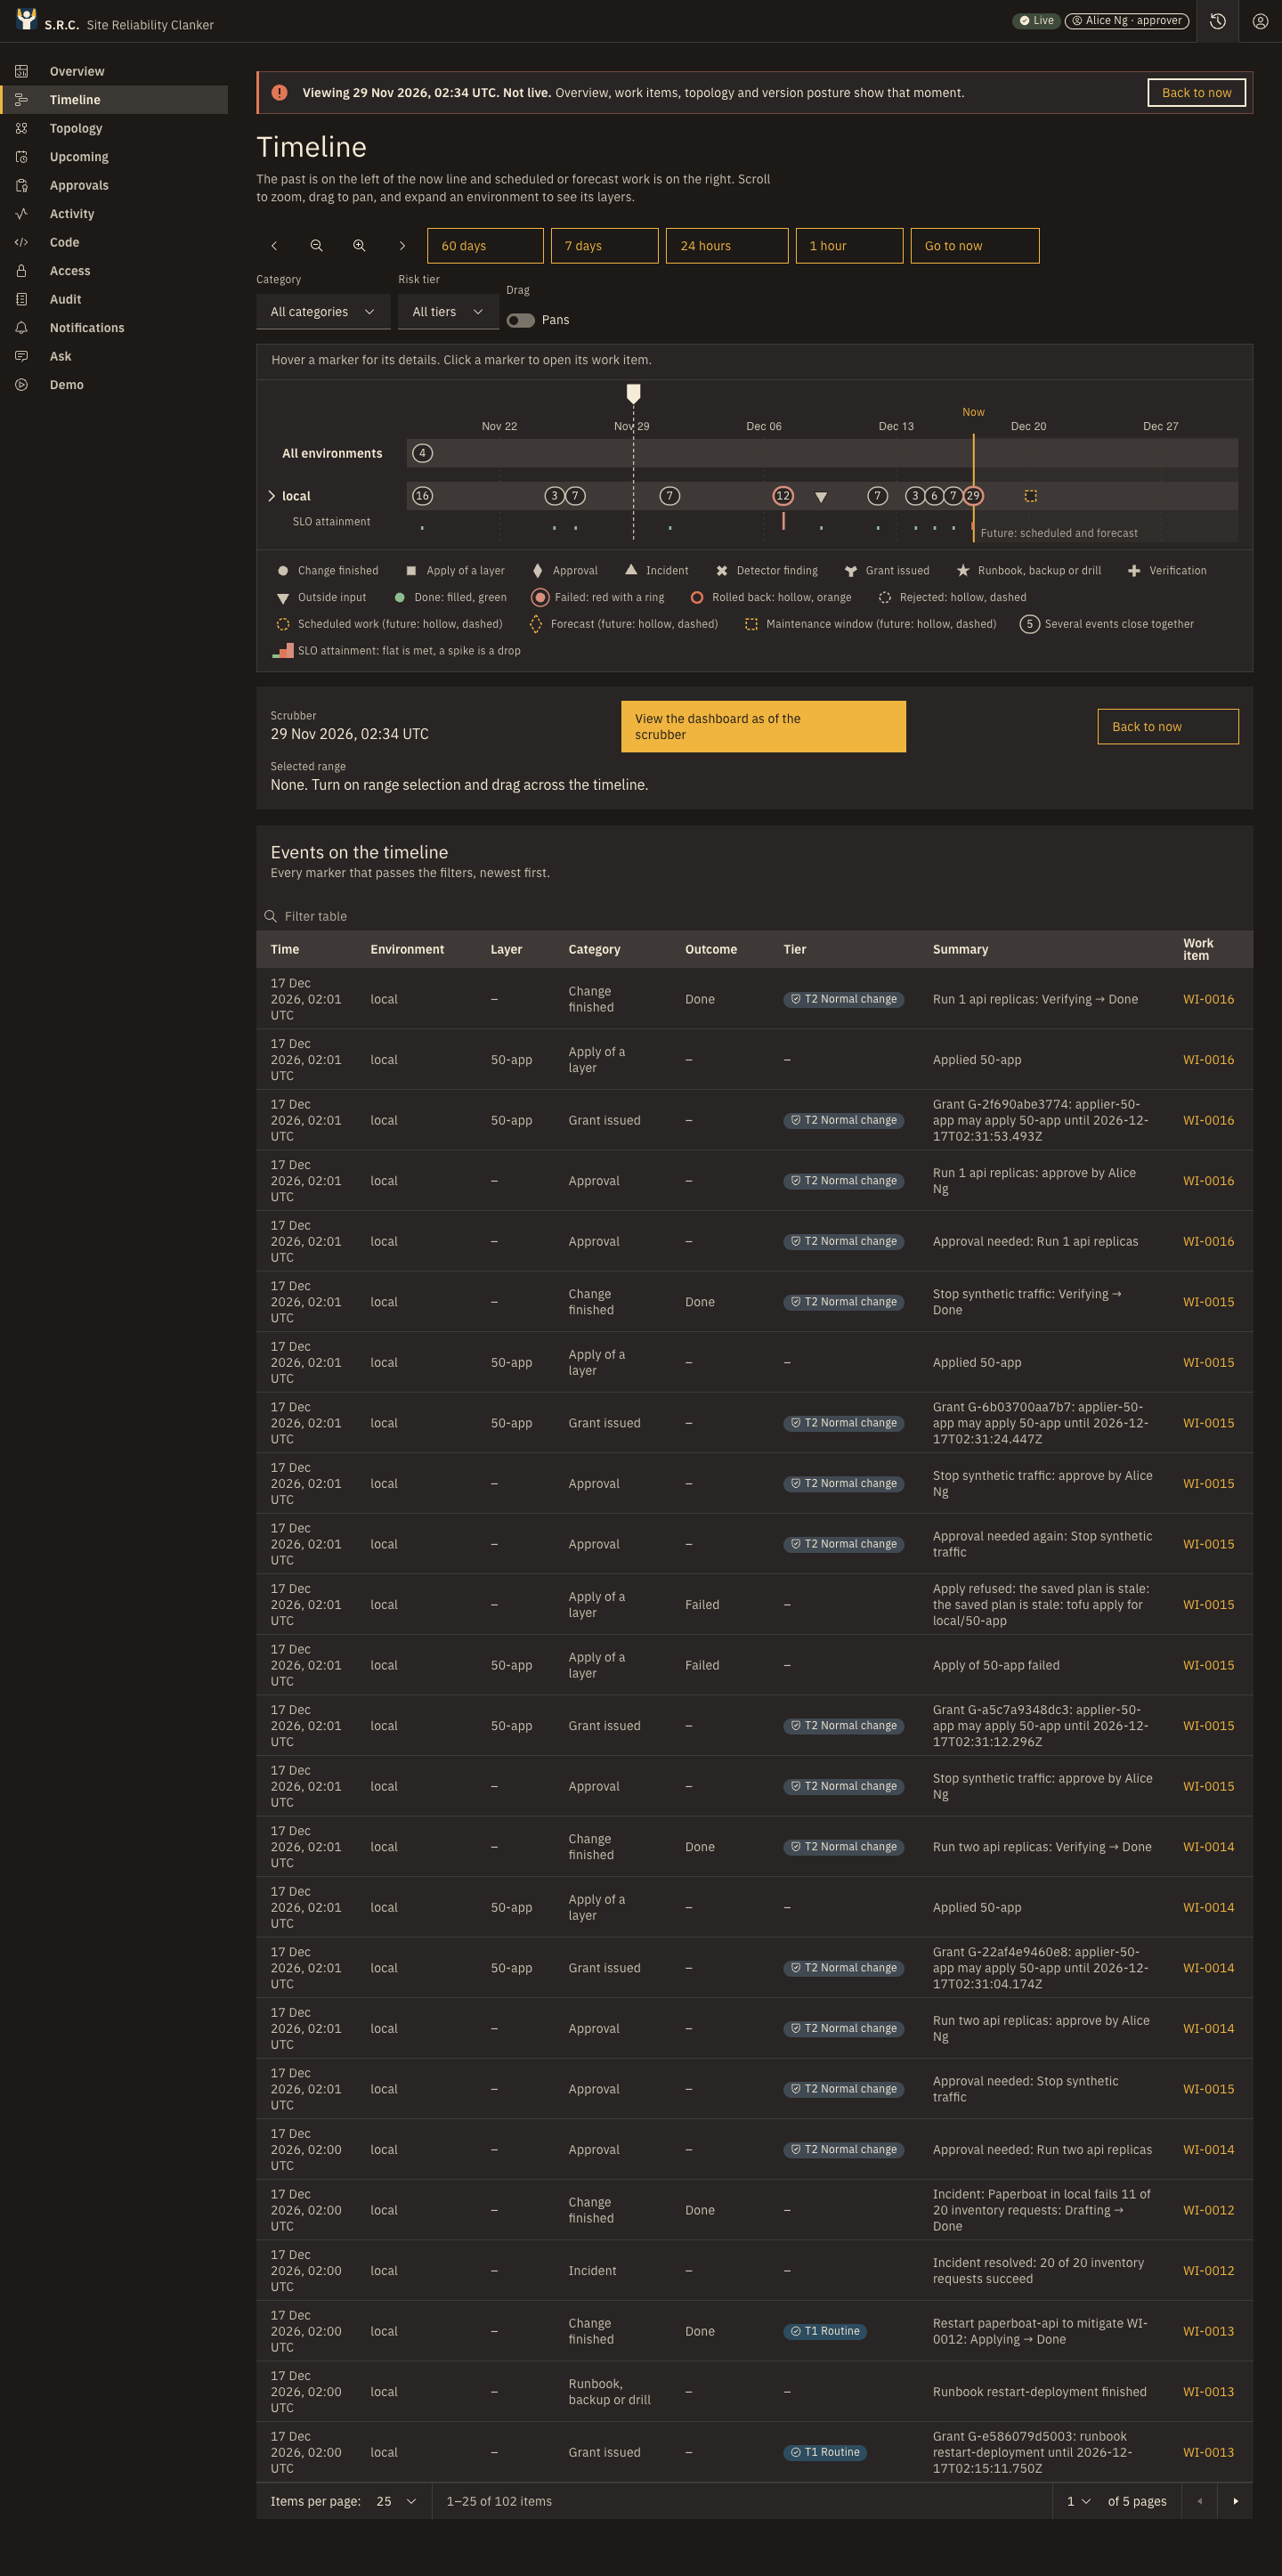 S.R.C. Site Reliability Clanker
Live
Alice Ng · approver
Overview
Timeline
Topology
Upcoming
Approvals
Activity
Code
Access
Audit
Notifications
Ask
Demo
Viewing 29 Nov 2026, 02:34 UTC. Not live. Overview, work items, topology and version posture show that moment.
Back to now
Timeline
The past is on the left of the now line and scheduled or forecast work is on the right. Scroll
to zoom, drag to pan, and expand an environment to see its layers.
60 days
7 days
24 hours
1 hour
Go to now
Category
Risk tier
Drag
All categories
All tiers
Pans
Hover a marker for its details. Click a marker to open its work item.
Now
Nov 22
Nov 29
Dec 06
Dec 13
Dec 20
Dec 27
All environments
4
local
16
3
7
7
12
7
3
6
7
29
SLO attainment
Future: scheduled and forecast
Change finished
Apply of a layer
Approval
Incident
Detector finding
Grant issued
Runbook, backup or drill
Verification
Outside input
Done: filled, green
Failed: red with a ring
Rolled back: hollow, orange
Rejected: hollow, dashed
Scheduled work (future: hollow, dashed)
Forecast (future: hollow, dashed)
Maintenance window (future: hollow, dashed)
5 Several events close together
SLO attainment: flat is met, a spike is a drop
Scrubber
29 Nov 2026, 02:34 UTC
View the dashboard as of the
scrubber
Back to now
Selected range
None. Turn on range selection and drag across the timeline.
Events on the timeline
Every marker that passes the filters, newest first.
Filter table
Time Environment Layer Category Outcome Tier Summary Work
item
17 Dec
2026, 02:01
UTC
local – Change
finished
Done T2 Normal change Run 1 api replicas: Verifying → Done WI-0016
17 Dec
2026, 02:01
UTC
local 50-app Apply of a
layer
– – Applied 50-app WI-0016
17 Dec
2026, 02:01
UTC
local 50-app Grant issued – T2 Normal change Grant G-2f690abe3774: applier-50-
app may apply 50-app until 2026-12-
17T02:31:53.493Z
WI-0016
17 Dec
2026, 02:01
UTC
local – Approval – T2 Normal change Run 1 api replicas: approve by Alice
Ng
WI-0016
17 Dec
2026, 02:01
UTC
local – Approval – T2 Normal change Approval needed: Run 1 api replicas WI-0016
17 Dec
2026, 02:01
UTC
local – Change
finished
Done T2 Normal change Stop synthetic traffic: Verifying →
Done
WI-0015
17 Dec
2026, 02:01
UTC
local 50-app Apply of a
layer
– – Applied 50-app WI-0015
17 Dec
2026, 02:01
UTC
local 50-app Grant issued – T2 Normal change Grant G-6b03700aa7b7: applier-50-
app may apply 50-app until 2026-12-
17T02:31:24.447Z
WI-0015
17 Dec
2026, 02:01
UTC
local – Approval – T2 Normal change Stop synthetic traffic: approve by Alice
Ng
WI-0015
17 Dec
2026, 02:01
UTC
local – Approval – T2 Normal change Approval needed again: Stop synthetic
traffic
WI-0015
17 Dec
2026, 02:01
UTC
local – Apply of a
layer
Failed – Apply refused: the saved plan is stale:
the saved plan is stale: tofu apply for
local/50-app
WI-0015
17 Dec
2026, 02:01
UTC
local 50-app Apply of a
layer
Failed – Apply of 50-app failed WI-0015
17 Dec
2026, 02:01
UTC
local 50-app Grant issued – T2 Normal change Grant G-a5c7a9348dc3: applier-50-
app may apply 50-app until 2026-12-
17T02:31:12.296Z
WI-0015
17 Dec
2026, 02:01
UTC
local – Approval – T2 Normal change Stop synthetic traffic: approve by Alice
Ng
WI-0015
17 Dec
2026, 02:01
UTC
local – Change
finished
Done T2 Normal change Run two api replicas: Verifying → Done WI-0014
17 Dec
2026, 02:01
UTC
local 50-app Apply of a
layer
– – Applied 50-app WI-0014
17 Dec
2026, 02:01
UTC
local 50-app Grant issued – T2 Normal change Grant G-22af4e9460e8: applier-50-
app may apply 50-app until 2026-12-
17T02:31:04.174Z
WI-0014
17 Dec
2026, 02:01
UTC
local – Approval – T2 Normal change Run two api replicas: approve by Alice
Ng
WI-0014
17 Dec
2026, 02:01
UTC
local – Approval – T2 Normal change Approval needed: Stop synthetic
traffic
WI-0015
17 Dec
2026, 02:00
UTC
local – Approval – T2 Normal change Approval needed: Run two api replicas WI-0014
17 Dec
2026, 02:00
UTC
local – Change
finished
Done – Incident: Paperboat in local fails 11 of
20 inventory requests: Drafting →
Done
WI-0012
17 Dec
2026, 02:00
UTC
local – Incident – – Incident resolved: 20 of 20 inventory
requests succeed
WI-0012
17 Dec
2026, 02:00
UTC
local – Change
finished
Done T1 Routine Restart paperboat-api to mitigate WI-
0012: Applying → Done
WI-0013
17 Dec
2026, 02:00
UTC
local – Runbook,
backup or drill
– – Runbook restart-deployment finished WI-0013
17 Dec
2026, 02:00
UTC
local – Grant issued – T1 Routine Grant G-e586079d5003: runbook
restart-deployment until 2026-12-
17T02:15:11.750Z
WI-0013
Items per page: 25
1–25 of 102 items
1 of 5 pages